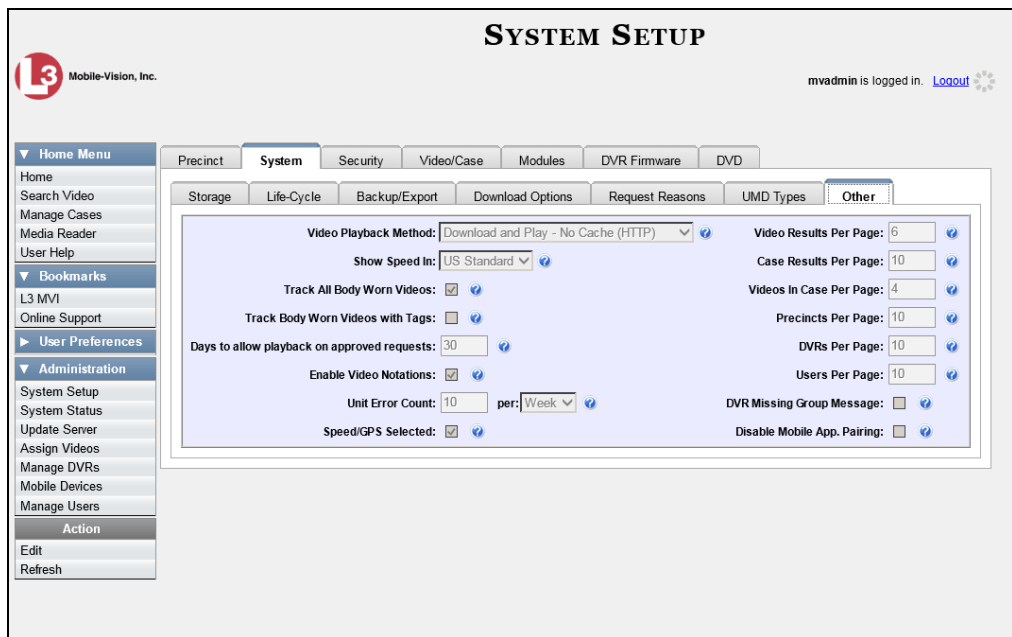 SYSTEM SETUP
L3 Mobile-Vision, Inc.
mvadmin is logged in. Logout
Home Menu
Home
Search Video
Manage Cases
Media Reader
User Help
Bookmarks
L3 MVI
Online Support
User Preferences
Administration
System Setup
System Status
Update Server
Assign Videos
Manage DVRs
Mobile Devices
Manage Users
Action
Edit
Refresh
Precinct System Security Video/Case Modules DVR Firmware DVD
Storage Life-Cycle Backup/Export Download Options Request Reasons UMD Types Other
Video Playback Method: Download and Play - No Cache (HTTP) ?
Show Speed In: US Standard ?
Track All Body Worn Videos: ?
Track Body Worn Videos with Tags: ?
Days to allow playback on approved requests: 30 ?
Enable Video Notations: ?
Unit Error Count: 10 per: Week ?
Speed/GPS Selected: ?
Video Results Per Page: 6 ?
Case Results Per Page: 10 ?
Videos In Case Per Page: 4 ?
Precincts Per Page: 10 ?
DVRs Per Page: 10 ?
Users Per Page: 10 ?
DVR Missing Group Message: ?
Disable Mobile App. Pairing: ?